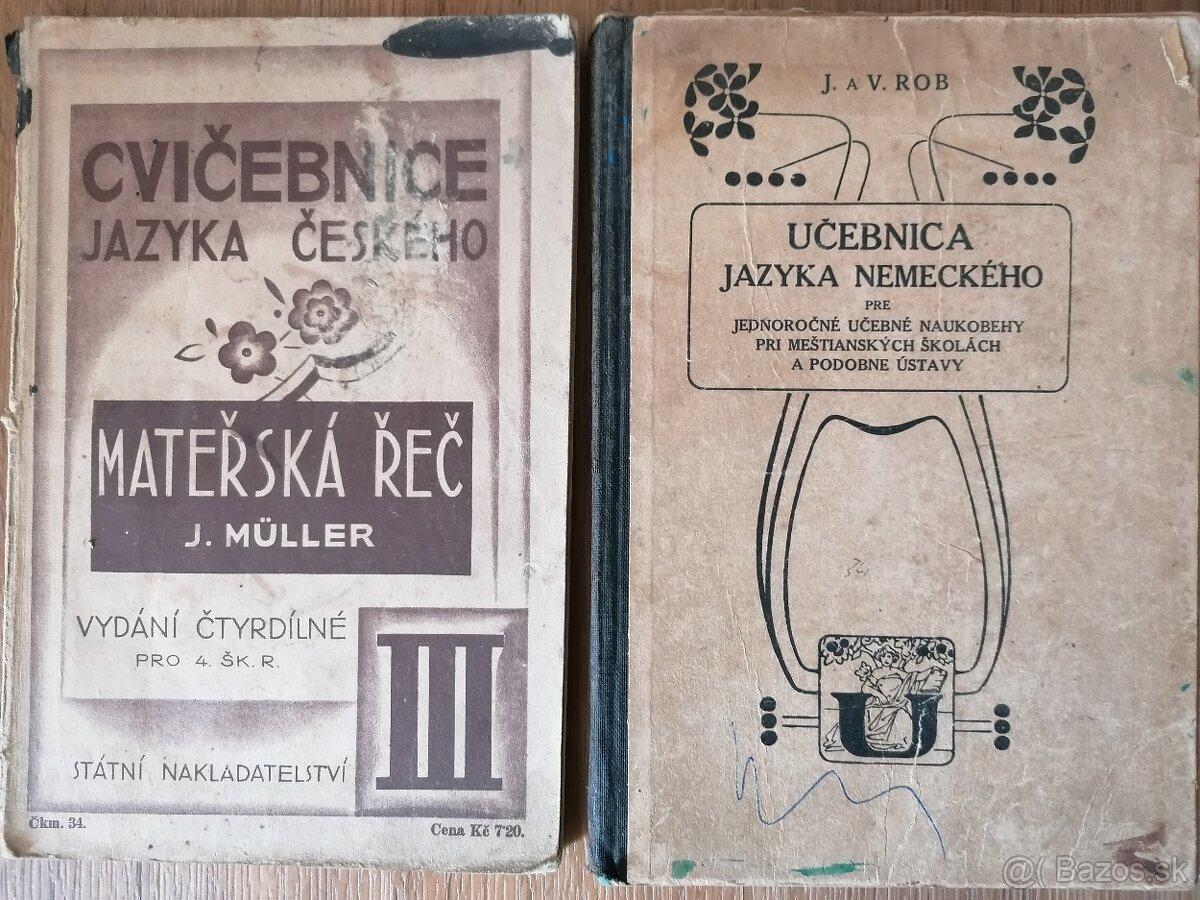 CVIČEBNICE
JAZYKA ČESKÉHO
MATEŘSKÁ ŘEČ
J. MÜLLER
VYDÁNÍ ČTYRDÍLNÉ
PRO 4. ŠK. R.
III
STÁTNÍ NAKLADATELSTVÍ
Čkm. 34.
Cena Kč 7·20.
J. A V. ROB
UČEBNICA
JAZYKA NEMECKÉHO
PRE
JEDNOROČNÉ UČEBNÉ NAUKOBEHY
PRI MEŠTIANSKÝCH ŠKOLÁCH
A PODOBNE ÚSTAVY
U
Bazos.sk